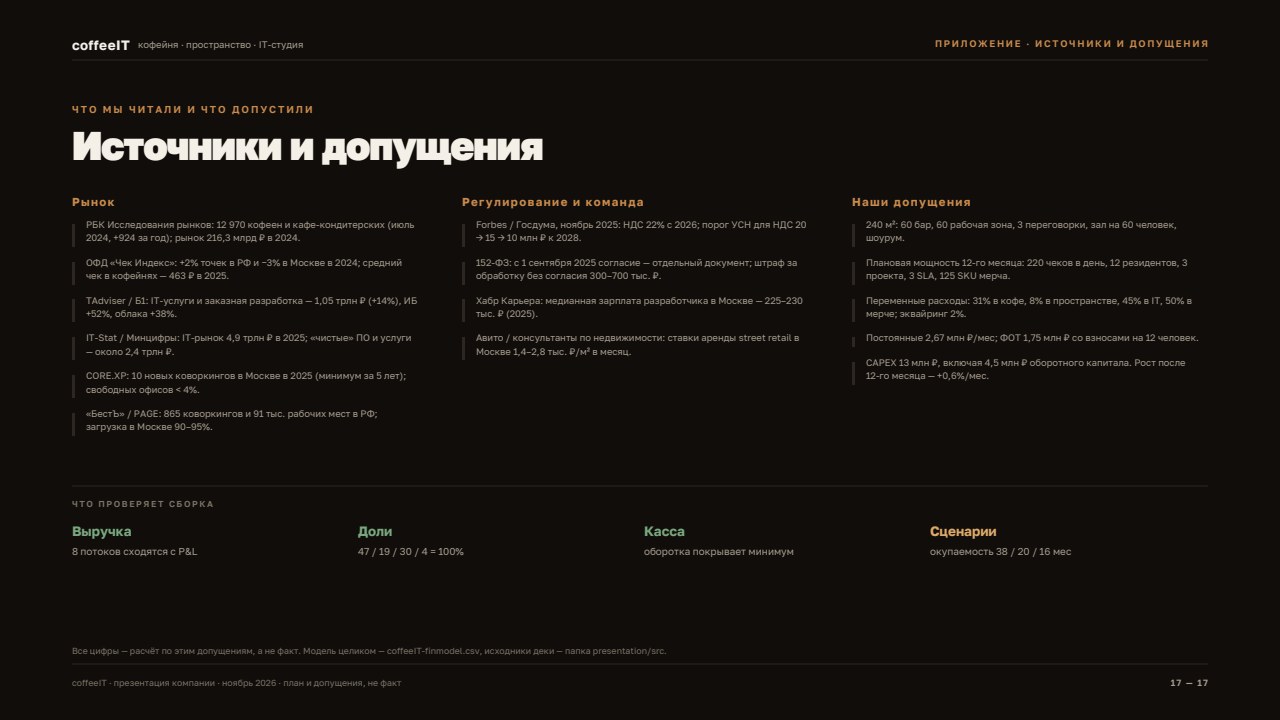 coffeeIT кофейня · пространство · IT-студия
ПРИЛОЖЕНИЕ · ИСТОЧНИКИ И ДОПУЩЕНИЯ
ЧТО МЫ ЧИТАЛИ И ЧТО ДОПУСТИЛИ
Источники и допущения
Рынок
РБК Исследования рынков: 12 970 кофеен и кафе-кондитерских (июль
2024, +924 за год); рынок 216,3 млрд ₽ в 2024.
ОФД «Чек Индекс»: +2% точек в РФ и −3% в Москве в 2024; средний
чек в кофейнях — 463 ₽ в 2025.
TAdviser / Б1: IT-услуги и заказная разработка — 1,05 трлн ₽ (+14%), ИБ
+52%, облака +38%.
IT-Stat / Минцифры: IT-рынок 4,9 трлн ₽ в 2025; «чистые» ПО и услуги
— около 2,4 трлн ₽.
CORE.XP: 10 новых коворкингов в Москве в 2025 (минимум за 5 лет);
свободных офисов < 4%.
«БестЪ» / PAGE: 865 коворкингов и 91 тыс. рабочих мест в РФ;
загрузка в Москве 90–95%.
Регулирование и команда
Forbes / Госдума, ноябрь 2025: НДС 22% с 2026; порог УСН для НДС 20
→ 15 → 10 млн ₽ к 2028.
152-ФЗ: с 1 сентября 2025 согласие — отдельный документ; штраф за
обработку без согласия 300–700 тыс. ₽.
Хабр Карьера: медианная зарплата разработчика в Москве — 225–230
тыс. ₽ (2025).
Авито / консультанты по недвижимости: ставки аренды street retail в
Москве 1,4–2,8 тыс. ₽/м² в месяц.
Наши допущения
240 м²: 60 бар, 60 рабочая зона, 3 переговорки, зал на 60 человек,
шоурум.
Плановая мощность 12-го месяца: 220 чеков в день, 12 резидентов, 3
проекта, 3 SLA, 125 SKU мерча.
Переменные расходы: 31% в кофе, 8% в пространстве, 45% в IT, 50% в
мерче; эквайринг 2%.
Постоянные 2,67 млн ₽/мес; ФОТ 1,75 млн ₽ со взносами на 12 человек.
CAPEX 13 млн ₽, включая 4,5 млн ₽ оборотного капитала. Рост после
12-го месяца — +0,6%/мес.
ЧТО ПРОВЕРЯЕТ СБОРКА
Выручка
8 потоков сходятся с P&L
Доли
47 / 19 / 30 / 4 = 100%
Касса
оборотка покрывает минимум
Сценарии
окупаемость 38 / 20 / 16 мес
Все цифры — расчёт по этим допущениям, а не факт. Модель целиком — coffeeIT-finmodel.csv, исходники деки — папка presentation/src.
coffeeIT · презентация компании · ноябрь 2026 · план и допущения, не факт
17 — 17